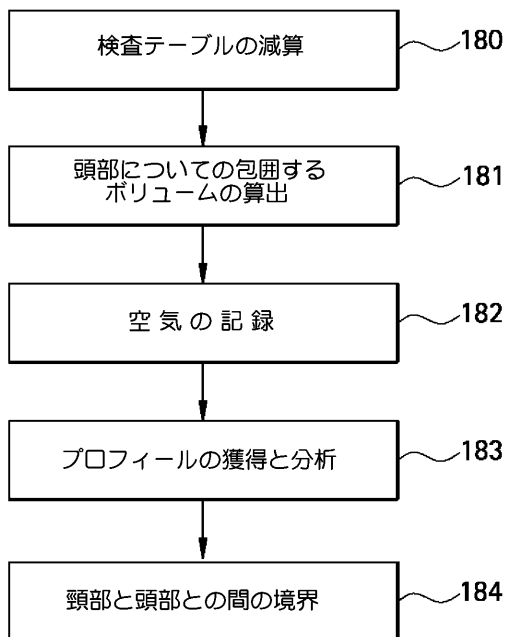 検査テーブルの減算
180
頭部についての包囲する
ボリュームの算出
181
空気の記録
182
プロフィールの獲得と分析
183
頸部と頭部との間の境界
184